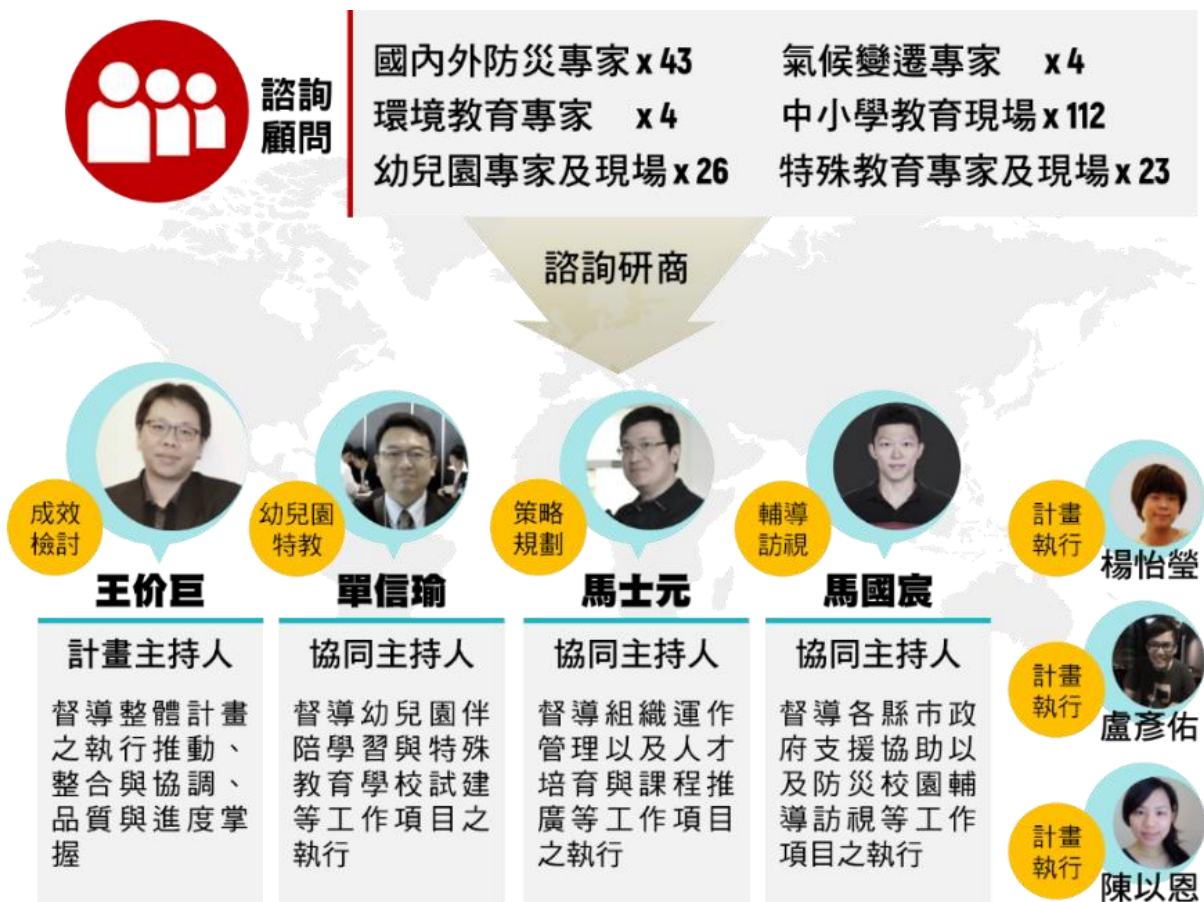 諮詢
顧問
國內外防災專家 x 43
氣候變遷專家 x 4
環境教育專家 x 4
中小學教育現場 x 112
幼兒園專家及現場 x 26
特殊教育專家及現場 x 23
諮詢研商
成效
檢討
王价巨
計畫主持人
督導整體計畫
之執行推動、
整合與協調、
品質與進度掌
握
幼兒園
特教
單信瑜
協同主持人
督導幼兒園伴
陪學習與特殊
教育學校試建
等工作項目之
執行
策略
規劃
馬士元
協同主持人
督導組織運作
管理以及人才
培育與課程推
廣等工作項目
之執行
輔導
訪視
馬國宸
協同主持人
督導各縣市政
府支援協助以
及防災校園輔
導訪視等工作
項目之執行
計畫
執行
楊怡瑩
計畫
執行
盧彥佑
計畫
執行
陳以恩